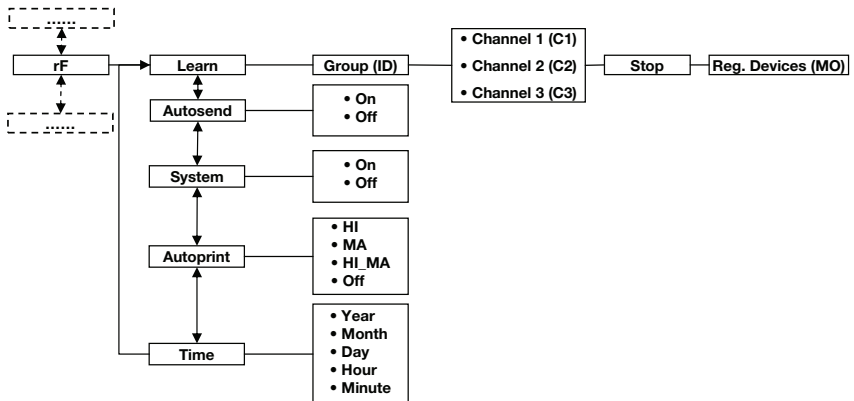 ......
rF
......
Learn
Group (ID)
• Channel 1 (C1)
• Channel 2 (C2)
• Channel 3 (C3)
Stop
Reg. Devices (MO)
Autosend
• On
• Off
System
• On
• Off
Autoprint
• HI
• MA
• HI_MA
• Off
Time
• Year
• Month
• Day
• Hour
• Minute